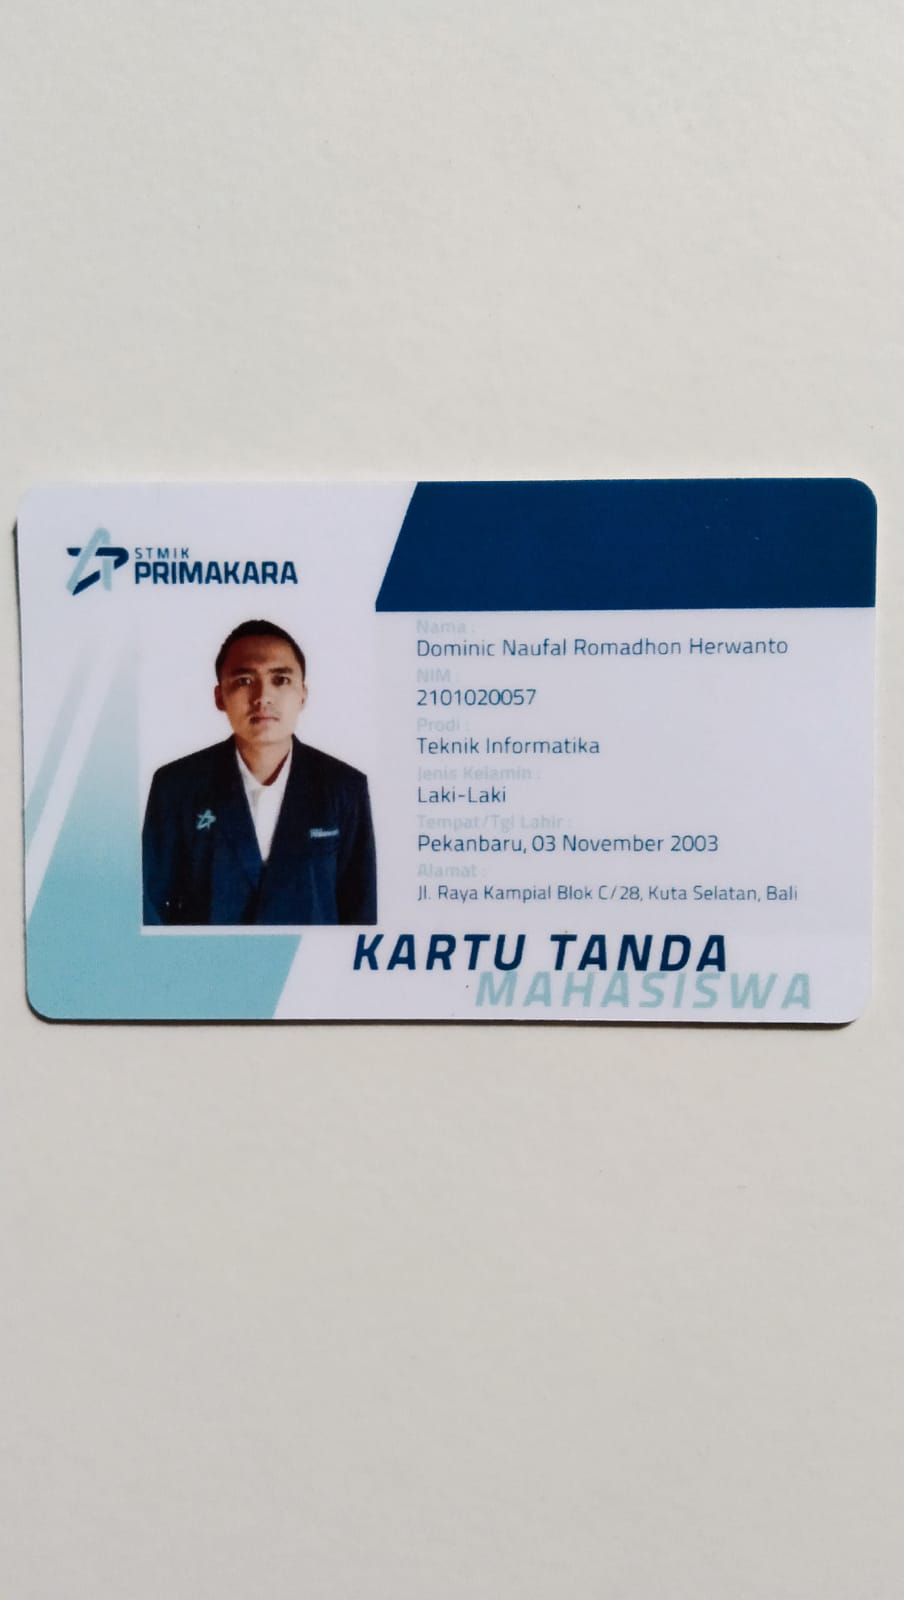 STMIK
PRIMAKARA
Nama :
Dominic Naufal Romadhon Herwanto
NIM :
2101020057
Prodi :
Teknik Informatika
Jenis Kelamin :
Laki-Laki
Tempat/Tgl Lahir :
Pekanbaru, 03 November 2003
Alamat :
Jl. Raya Kampial Blok C/28, Kuta Selatan, Bali
KARTU TANDA
MAHASISWA